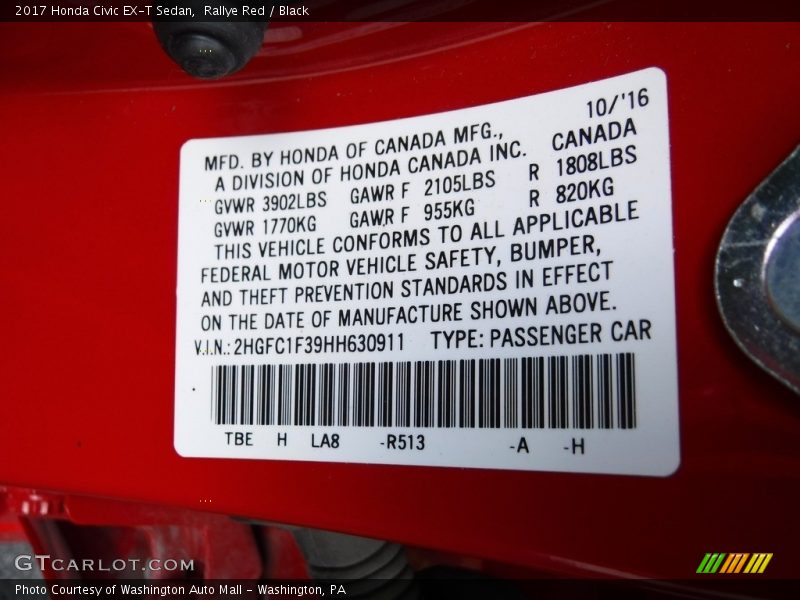 2017 Honda Civic EX-T Sedan, Rallye Red / Black
10/'16
MFD. BY HONDA OF CANADA MFG.,
A DIVISION OF HONDA CANADA INC. CANADA
GVWR 3902LBS GAWR F 2105LBS R 1808LBS
GVWR 1770KG GAWR F 955KG R 820KG
THIS VEHICLE CONFORMS TO ALL APPLICABLE
FEDERAL MOTOR VEHICLE SAFETY, BUMPER,
AND THEFT PREVENTION STANDARDS IN EFFECT
ON THE DATE OF MANUFACTURE SHOWN ABOVE.
V.I.N.: 2HGFC1F39HH630911 TYPE: PASSENGER CAR
TBE H LA8 -R513 -A -H
GTCARLOT.COM
Photo Courtesy of Washington Auto Mall - Washington, PA